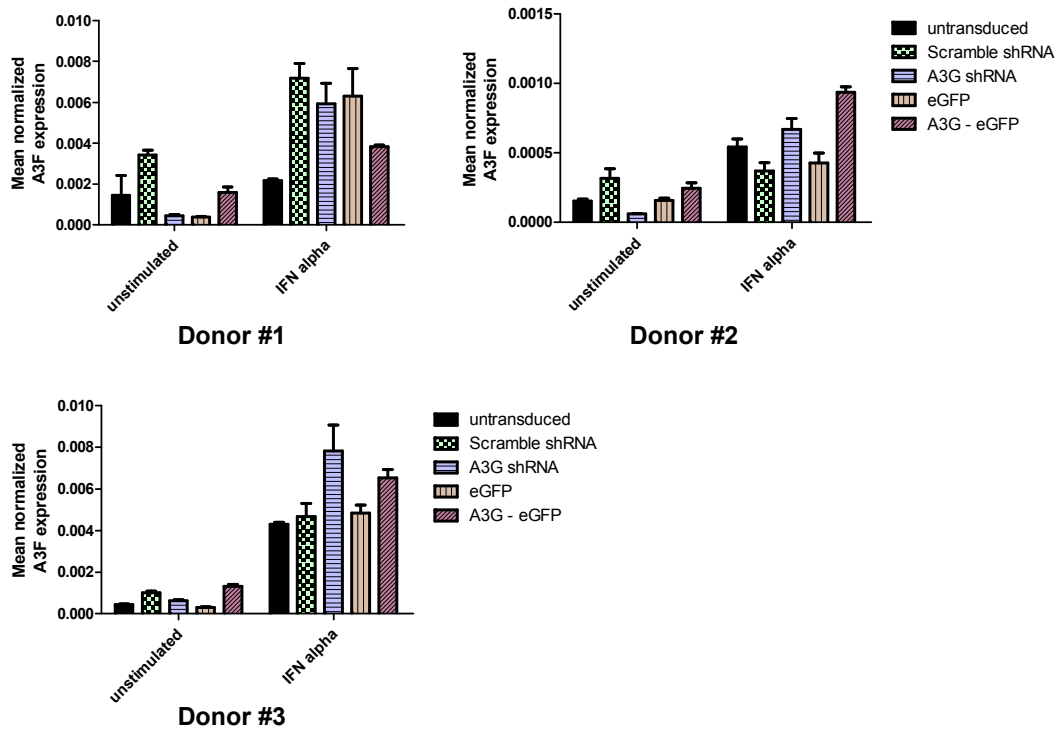 Mean normalized
A3F expression
0.010
0.008
0.006
0.004
0.002
0.000
unstimulated
IFN alpha
Donor #1
Mean normalized
A3F expression
0.0015
0.0010
0.0005
0.0000
unstimulated
IFN alpha
untransduced
Scramble shRNA
A3G shRNA
eGFP
A3G - eGFP
Donor #2
Mean normalized
A3F expression
0.010
0.008
0.006
0.004
0.002
0.000
unstimulated
IFN alpha
untransduced
Scramble shRNA
A3G shRNA
eGFP
A3G - eGFP
Donor #3